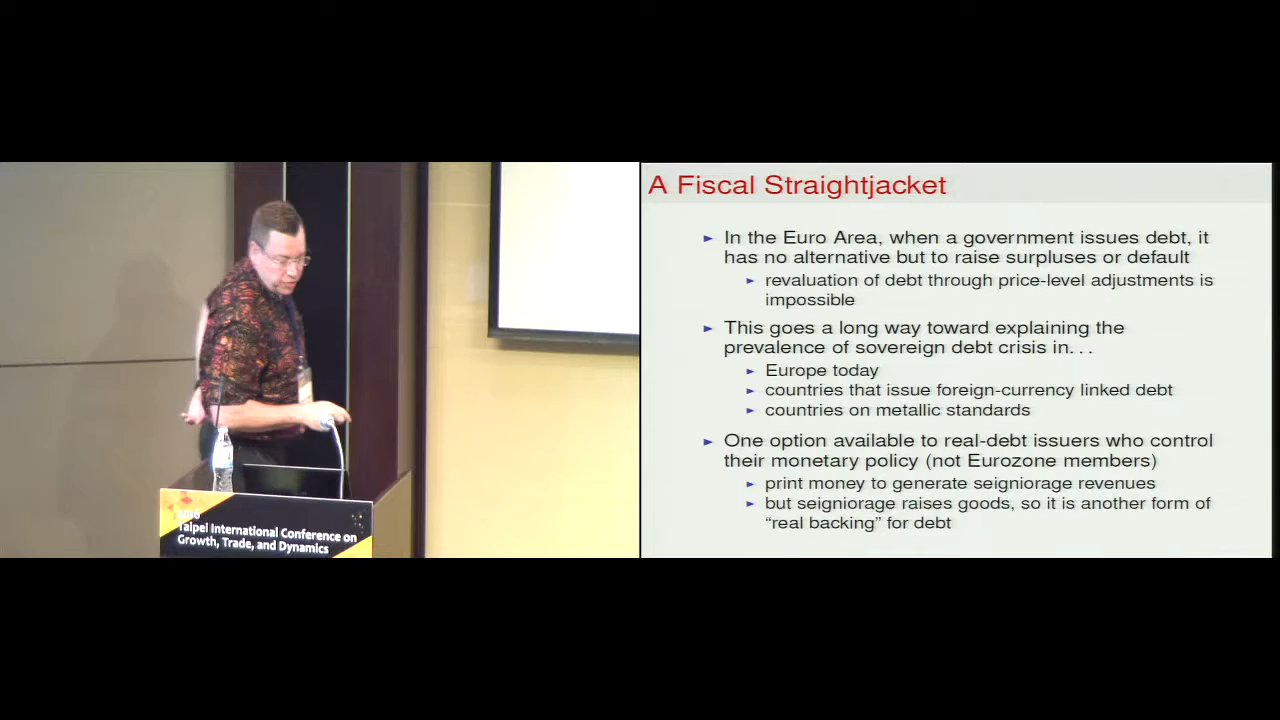 2016
Taipei International Conference on
Growth, Trade, and Dynamics
A Fiscal Straightjacket
► In the Euro Area, when a government issues debt, it
has no alternative but to raise surpluses or default
► revaluation of debt through price-level adjustments is
impossible
► This goes a long way toward explaining the
prevalence of sovereign debt crisis in...
► Europe today
► countries that issue foreign-currency linked debt
► countries on metallic standards
► One option available to real-debt issuers who control
their monetary policy (not Eurozone members)
► print money to generate seigniorage revenues
► but seigniorage raises goods, so it is another form of
“real backing” for debt